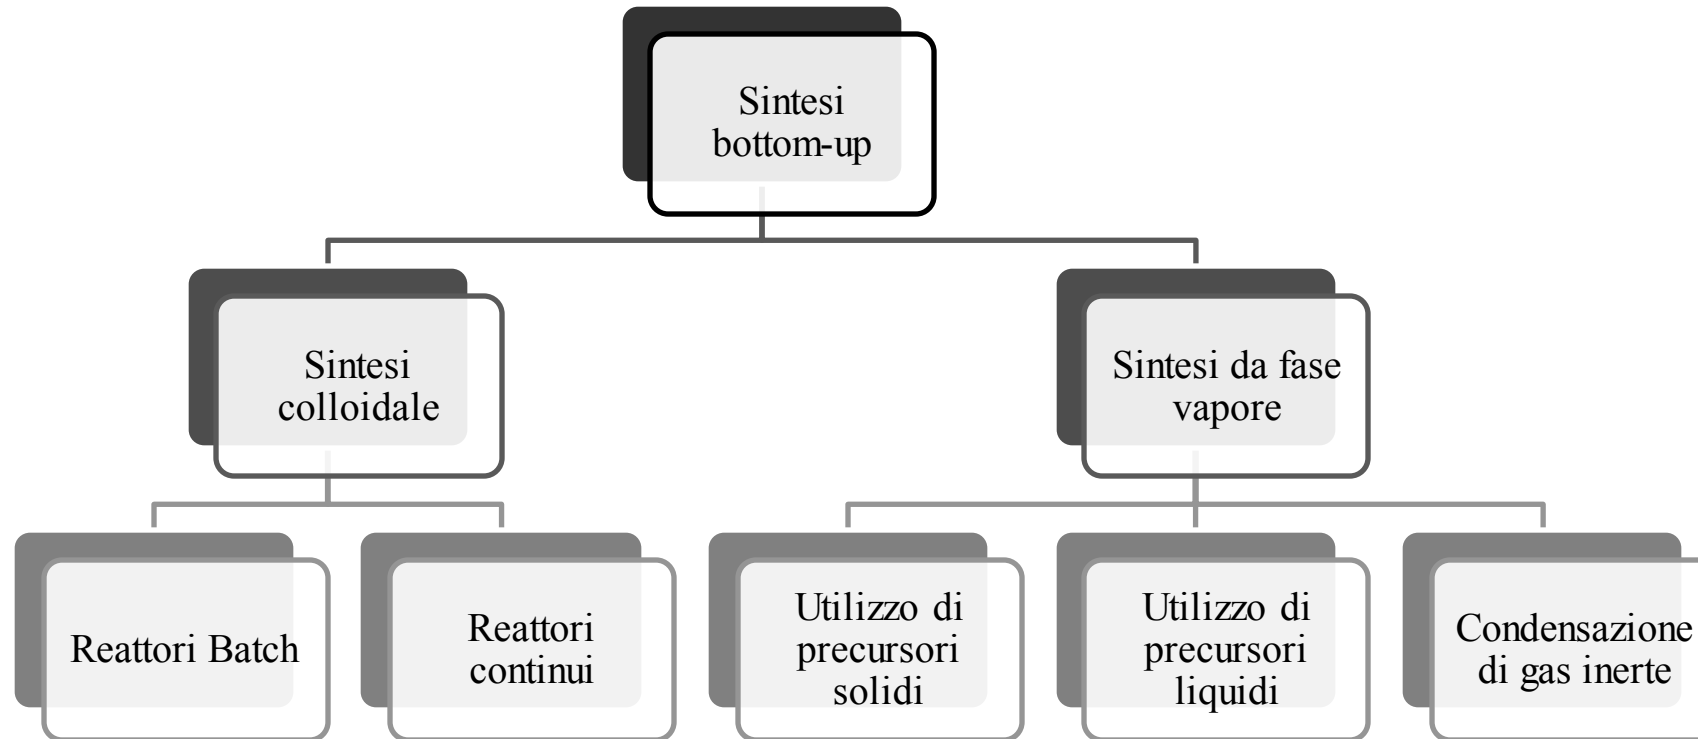 Sintesi
bottom-up
Sintesi
colloidale
Sintesi da fase
vapore
Reattori Batch
Reattori
continui
Utilizzo di
precursori
solidi
Utilizzo di
precursori
liquidi
Condensazione
di gas inerte